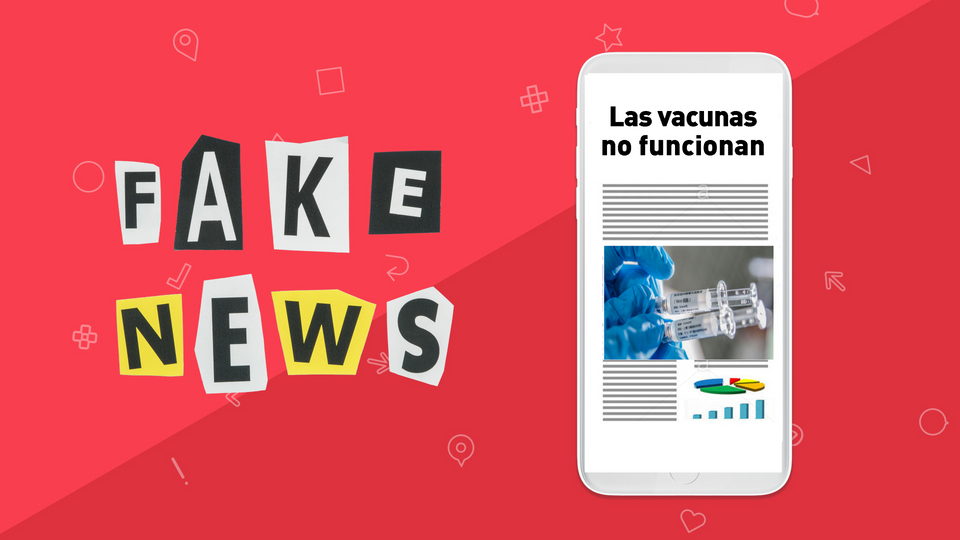 FAKE
NEWS
Las vacunas
no funcionan